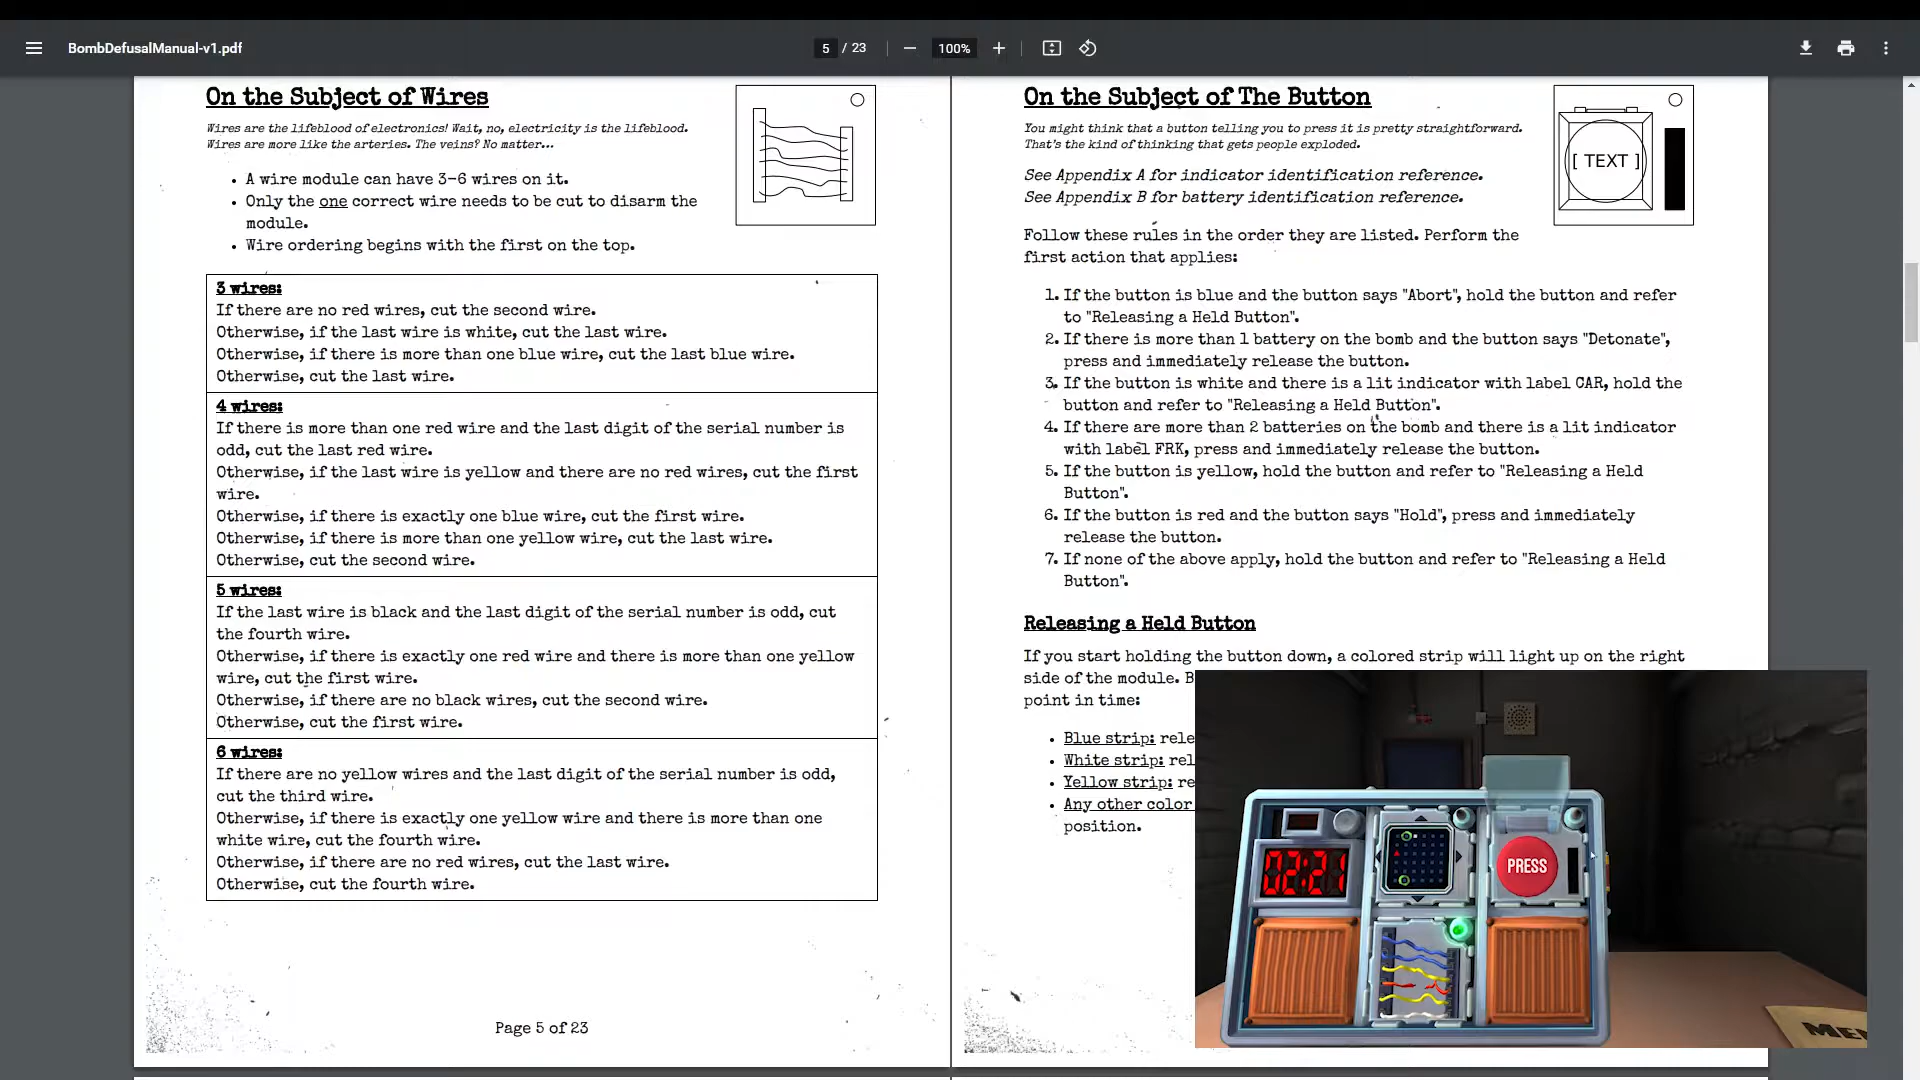 BombDefusalManual-v1.pdf
5 / 23
100%
On the Subject of Wires
Wires are the lifeblood of electronics! Wait, no, electricity is the lifeblood.
Wires are more like the arteries. The veins? No matter...
• A wire module can have 3-6 wires on it.
• Only the one correct wire needs to be cut to disarm the
module.
• Wire ordering begins with the first on the top.
3 wires:
If there are no red wires, cut the second wire.
Otherwise, if the last wire is white, cut the last wire.
Otherwise, if there is more than one blue wire, cut the last blue wire.
Otherwise, cut the last wire.
4 wires:
If there is more than one red wire and the last digit of the serial number is
odd, cut the last red wire.
Otherwise, if the last wire is yellow and there are no red wires, cut the first
wire.
Otherwise, if there is exactly one blue wire, cut the first wire.
Otherwise, if there is more than one yellow wire, cut the last wire.
Otherwise, cut the second wire.
5 wires:
If the last wire is black and the last digit of the serial number is odd, cut
the fourth wire.
Otherwise, if there is exactly one red wire and there is more than one yellow
wire, cut the first wire.
Otherwise, if there are no black wires, cut the second wire.
Otherwise, cut the first wire.
6 wires:
If there are no yellow wires and the last digit of the serial number is odd,
cut the third wire.
Otherwise, if there is exactly one yellow wire and there is more than one
white wire, cut the fourth wire.
Otherwise, if there are no red wires, cut the last wire.
Otherwise, cut the fourth wire.
Page 5 of 23
On the Subject of The Button
You might think that a button telling you to press it is pretty straightforward.
That's the kind of thinking that gets people exploded.
[ TEXT ]
See Appendix A for indicator identification reference.
See Appendix B for battery identification reference.
Follow these rules in the order they are listed. Perform the
first action that applies:
1. If the button is blue and the button says "Abort", hold the button and refer
to "Releasing a Held Button".
2. If there is more than 1 battery on the bomb and the button says "Detonate",
press and immediately release the button.
3. If the button is white and there is a lit indicator with label CAR, hold the
button and refer to "Releasing a Held Button".
4. If there are more than 2 batteries on the bomb and there is a lit indicator
with label FRK, press and immediately release the button.
5. If the button is yellow, hold the button and refer to "Releasing a Held
Button".
6. If the button is red and the button says "Hold", press and immediately
release the button.
7. If none of the above apply, hold the button and refer to "Releasing a Held
Button".
Releasing a Held Button
If you start holding the button down, a colored strip will light up on the right
side of the module. B
point in time:
• Blue strip: rele
• White strip: rel
• Yellow strip: re
• Any other color
position.
02:21
PRESS
ME